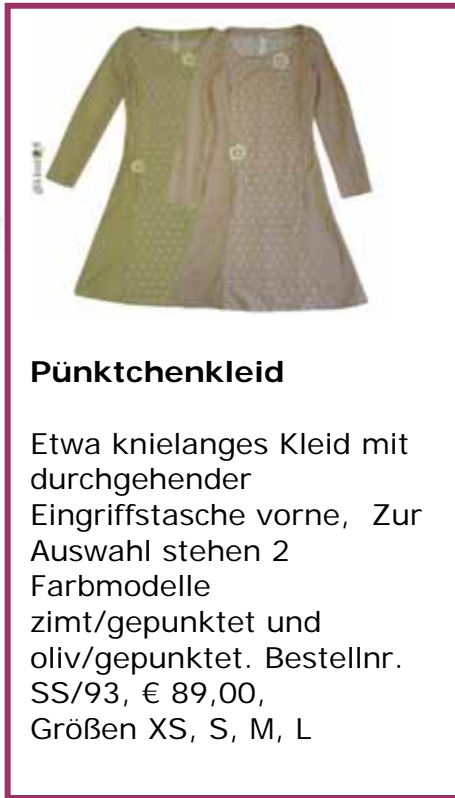 Pünktchenkleid
Etwa knielanges Kleid mit
durchgehender
Eingriffstasche vorne,  Zur
Auswahl stehen 2
Farbmodelle
zimt/gepunktet und
oliv/gepunktet. Bestellnr.
SS/93, € 89,00,
Größen XS, S, M, L